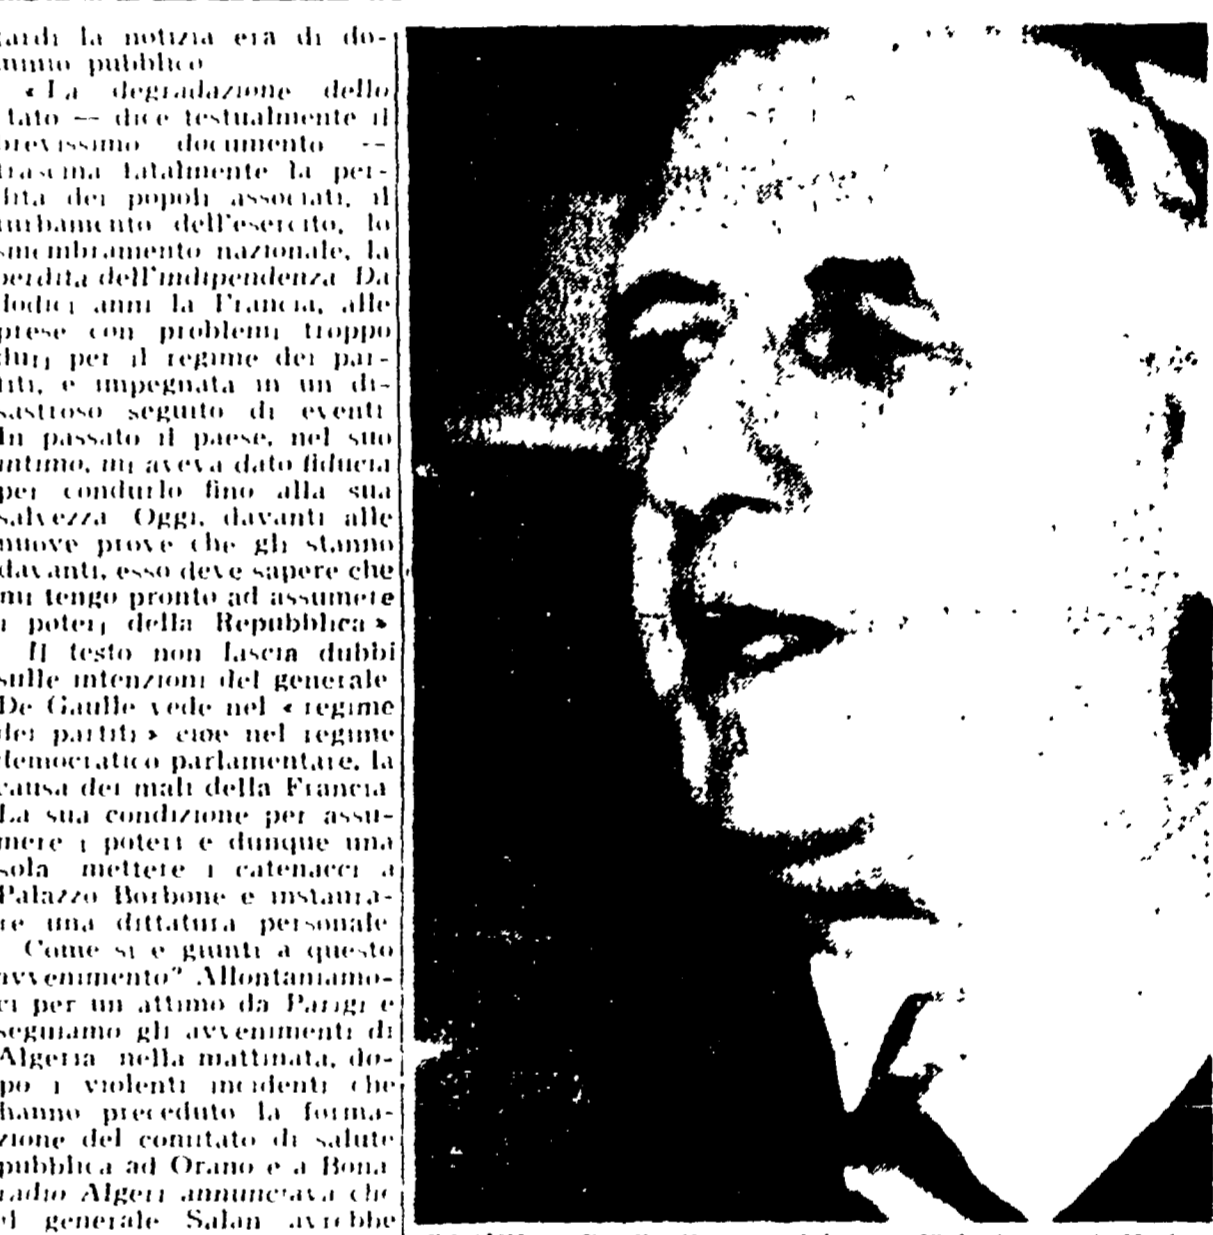 tardi la notizia era di do-
minio pubblico
« La degradazione dello
tato — dice testualmente il
brevissimo documento —
trascina fatalmente la per-
dita dei popoli associati, il
turbamento dell'esercito, lo
smembramento nazionale, la
perdita dell'indipendenza Da
dodici anni la Francia, alle
prese con problemi troppo
duri per il regime dei par-
titi, e impegnata in un di-
sastroso seguito di eventi
In passato il paese, nel suo
intimo, mi aveva dato fiducia
per condurlo fino alla sua
salvezza Oggi, davanti alle
nuove prove che gli stanno
davanti, esso deve sapere che
mi tengo pronto ad assumere
i poteri della Repubblica »
Il testo non lascia dubbi
sulle intenzioni del generale
De Gaulle vede nel « regime
dei partiti » cioe nel regime
democratico parlamentare, la
causa dei mali della Francia
La sua condizione per assu-
mere i poteri e dunque una
sola mettere i catenacci a
Palazzo Borbone e instaura-
re una dittatura personale
Come si e giunti a questo
avvenimento? Allontaniamo-
ci per un attimo da Parigi e
seguiamo gli avvenimenti di
Algeria nella mattinata, do-
po i violenti incidenti che
hanno preceduto la forma-
zione del comitato di salute
pubblica ad Orano e a Bona
radio Algeri annunciava che
il generale Salan avrebbe